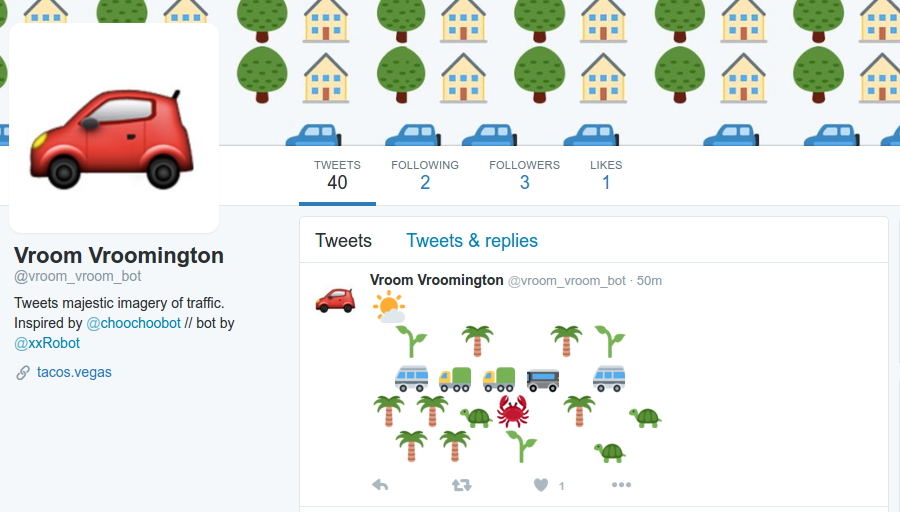 TWEETS FOLLOWING FOLLOWERS LIKES
40 2 3 1
Vroom Vroomington
@vroom_vroom_bot
Tweets majestic imagery of traffic.
Inspired by @choochoobot // bot by
@xxRobot
tacos.vegas
Tweets Tweets & replies
Vroom Vroomington @vroom_vroom_bot · 50m
1